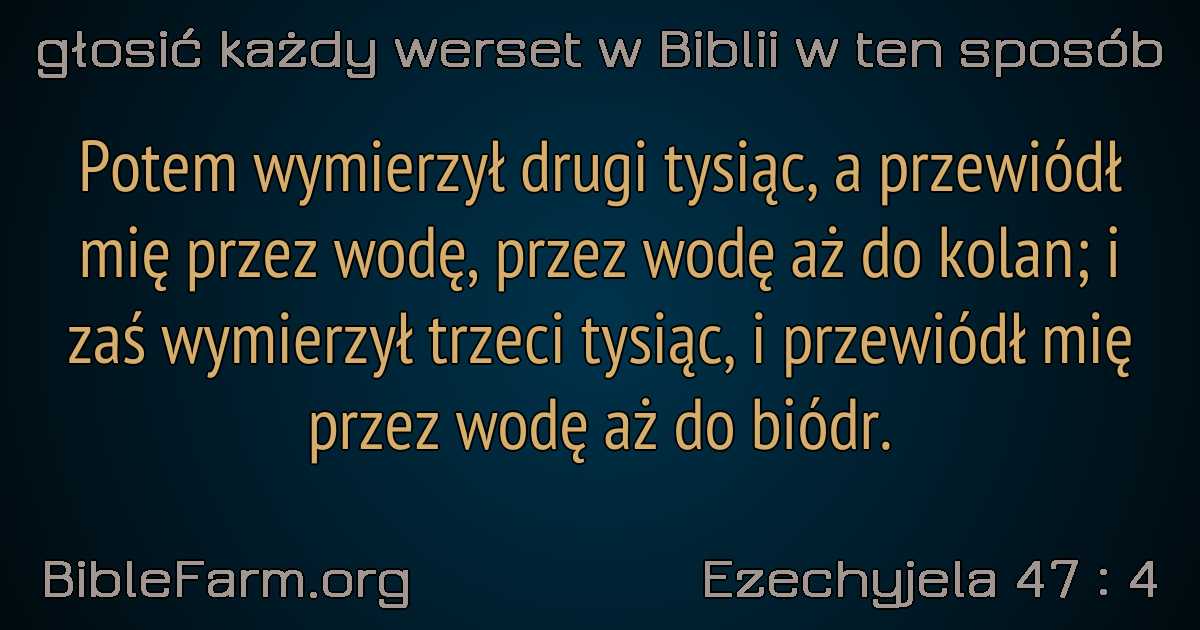 głosić każdy werset w Biblii w ten sposób
Potem wymierzył drugi tysiąc, a przewiódł
mię przez wodę, przez wodę aż do kolan; i
zaś wymierzył trzeci tysiąc, i przewiódł mię
przez wodę aż do biódr.
BibleFarm.org
Ezechyjela 47 : 4